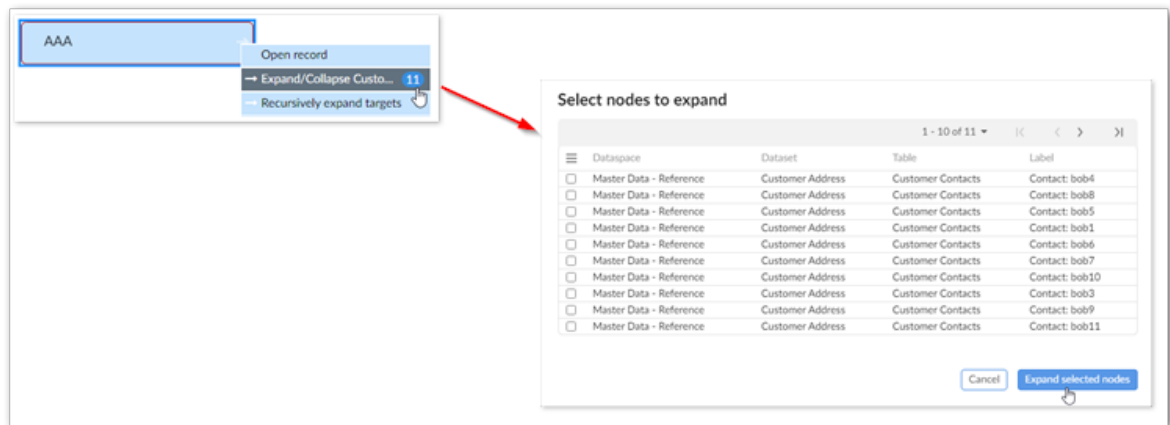 AAA
Open record
→ Expand/Collapse Custo... 11
→ Recursively expand targets
Select nodes to expand
1 - 10 of 11
Dataspace Dataset Table Label
Master Data - Reference Customer Address Customer Contacts Contact: bob4
Master Data - Reference Customer Address Customer Contacts Contact: bob8
Master Data - Reference Customer Address Customer Contacts Contact: bob5
Master Data - Reference Customer Address Customer Contacts Contact: bob1
Master Data - Reference Customer Address Customer Contacts Contact: bob6
Master Data - Reference Customer Address Customer Contacts Contact: bob7
Master Data - Reference Customer Address Customer Contacts Contact: bob10
Master Data - Reference Customer Address Customer Contacts Contact: bob3
Master Data - Reference Customer Address Customer Contacts Contact: bob9
Master Data - Reference Customer Address Customer Contacts Contact: bob11
Cancel Expand selected nodes